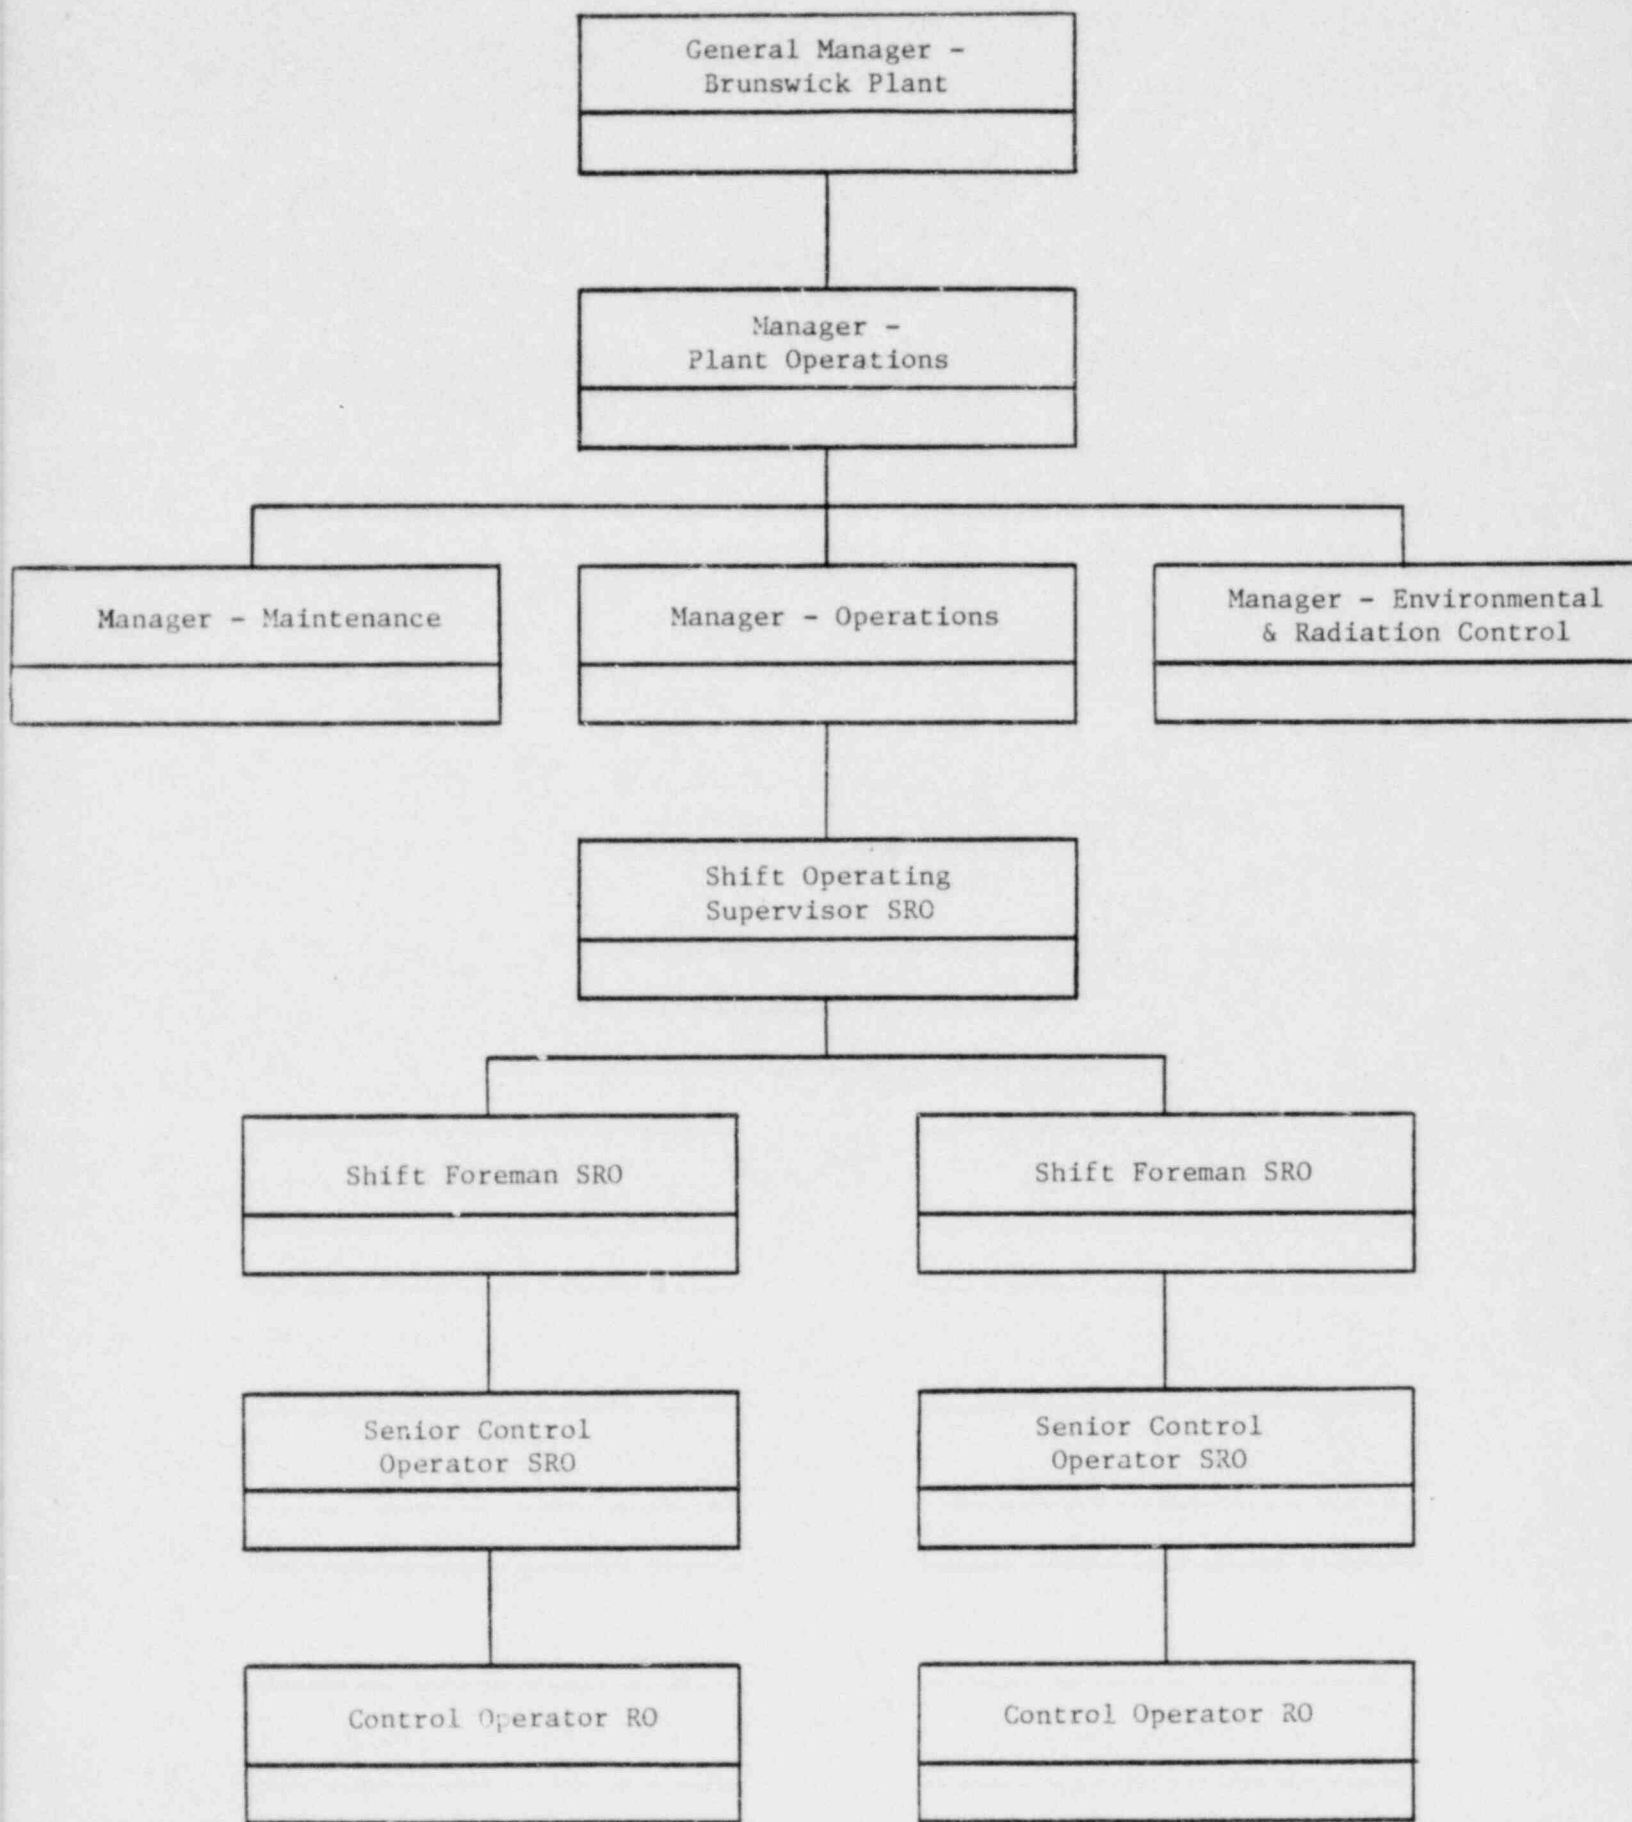 General Manager -
Brunswick Plant
Manager -
Plant Operations
Manager - Maintenance
Manager - Operations
Manager - Environmental
& Radiation Control
Shift Operating
Supervisor SRO
Shift Foreman SRO
Shift Foreman SRO
Senior Control
Operator SRO
Senior Control
Operator SRO
Control Operator RO
Control Operator RO